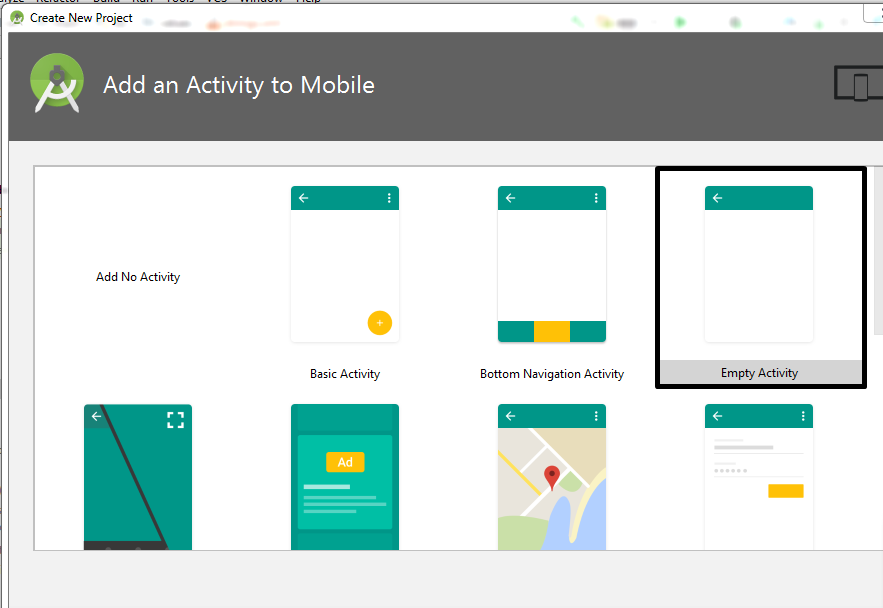 Create New Project
Add an Activity to Mobile
Add No Activity
Basic Activity
Bottom Navigation Activity
Empty Activity
Ad